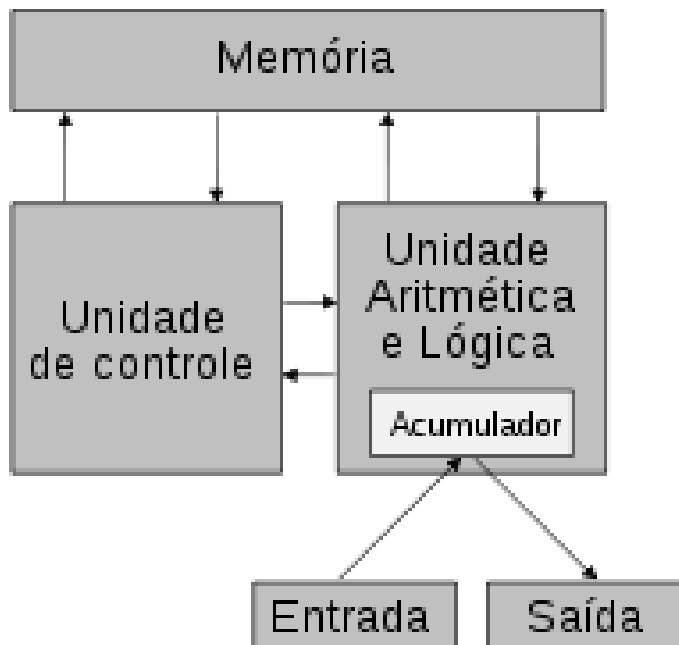 Memória
Unidade
de controle
Unidade
Aritmética
e Lógica
Acumulador
Entrada
Saída